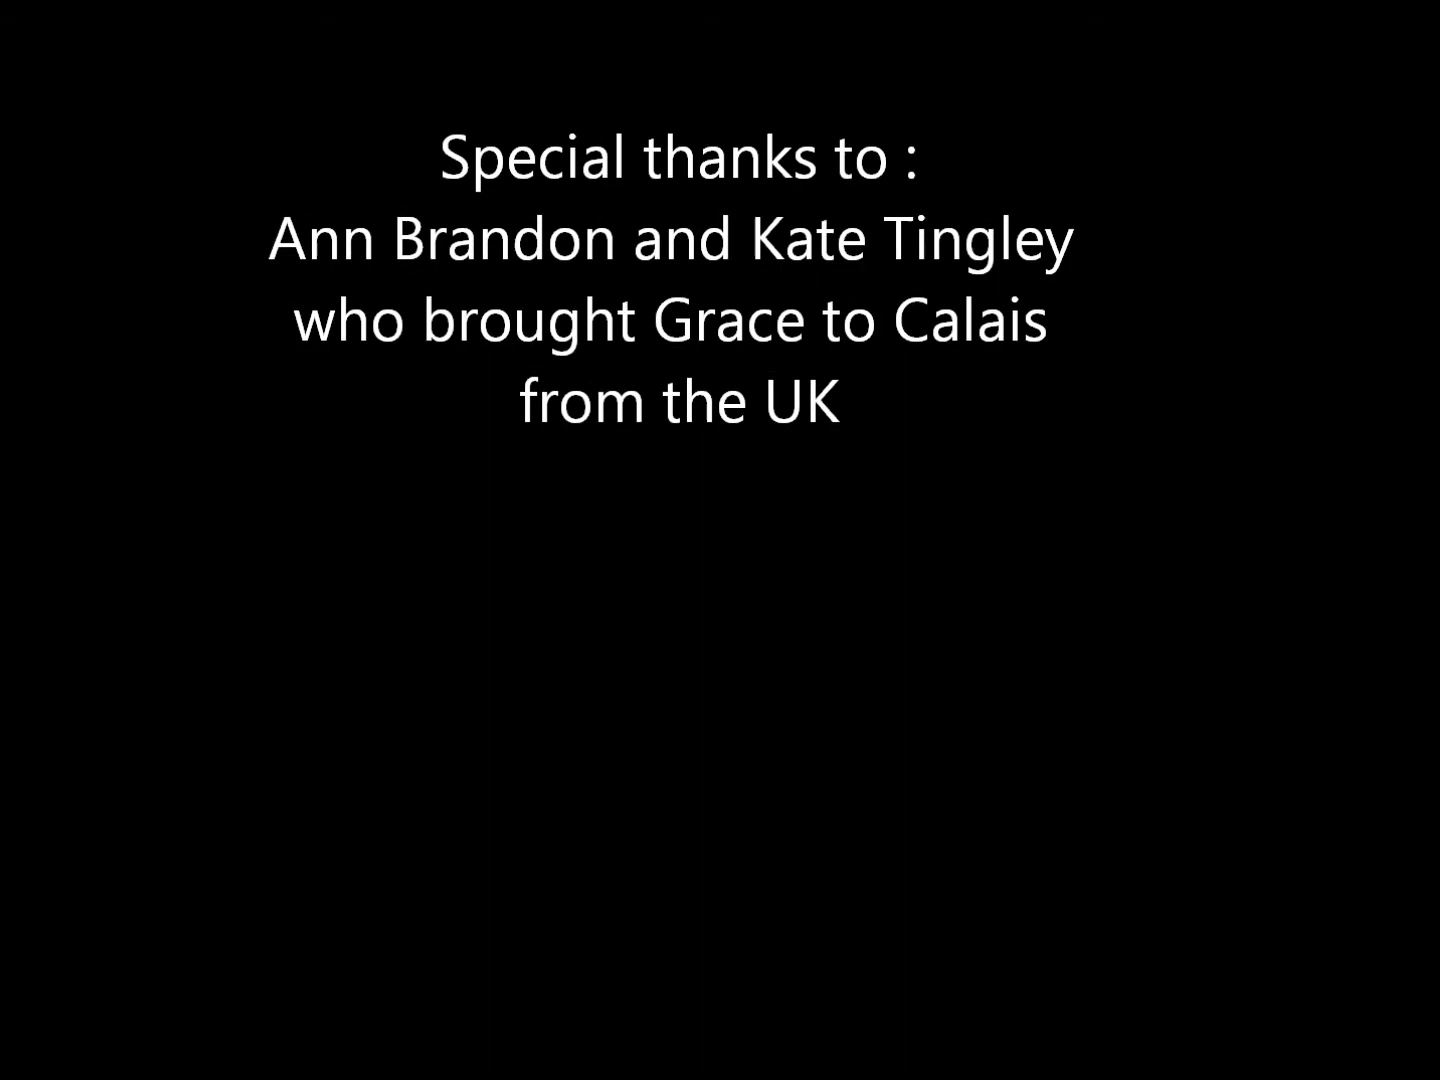 Special thanks to :
Ann Brandon and Kate Tingley
who brought Grace to Calais
from the UK